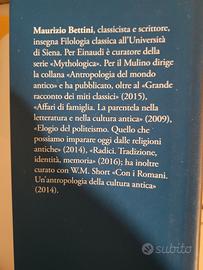 Maurizio Bettini, classicista e scrittore,
insegna Filologia classica all'Università
di Siena. Per Einaudi è curatore della
serie «Mythologica». Per il Mulino dirige
la collana «Antropologia del mondo
antico» e ha pubblicato, oltre al «Grande
racconto dei miti classici» (2015),
«Affari di famiglia. La parentela nella
letteratura e nella cultura antica» (2009),
«Elogio del politeismo. Quello che
possiamo imparare oggi dalle religioni
antiche» (2014), «Radici. Tradizione,
identità, memoria» (2016); ha inoltre
curato con W.M. Short «Con i Romani.
Un'antropologia della cultura antica»
(2014).
subito